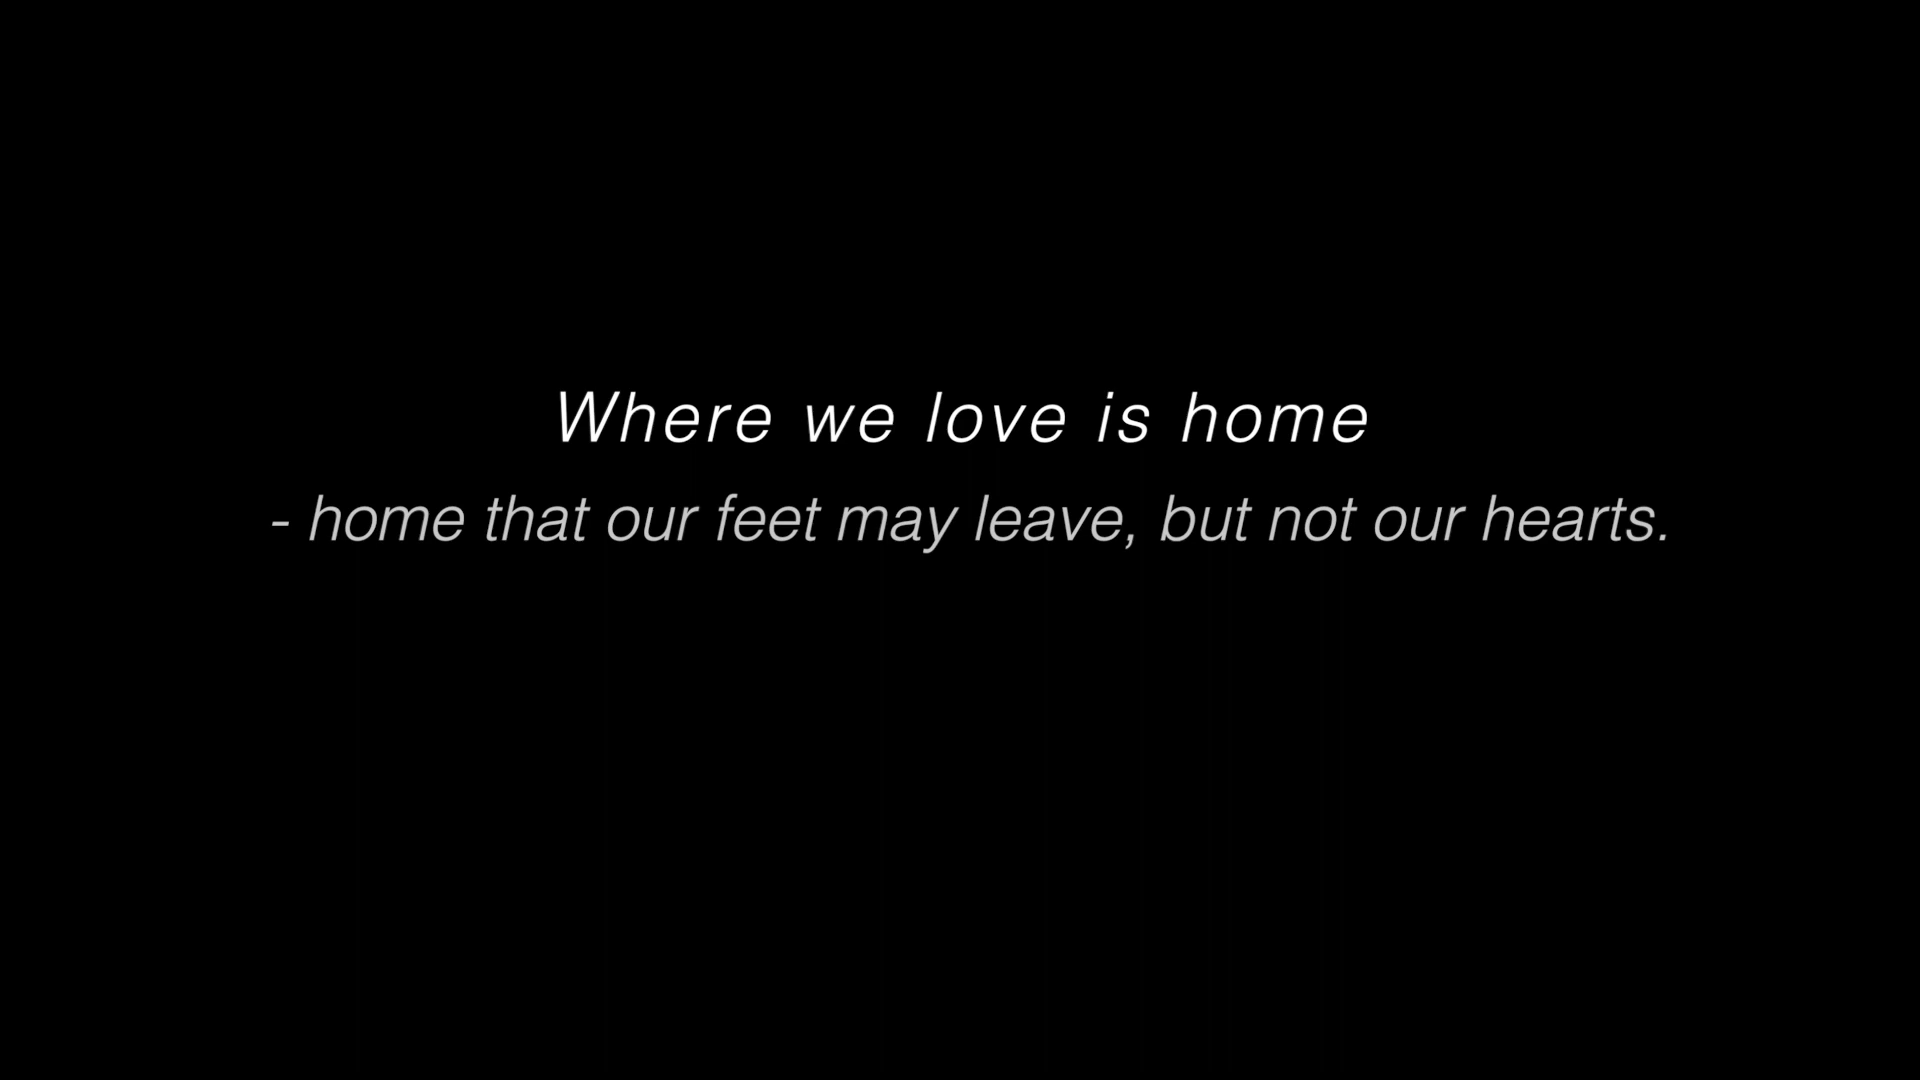 Where we love is home
- home that our feet may leave, but not our hearts.